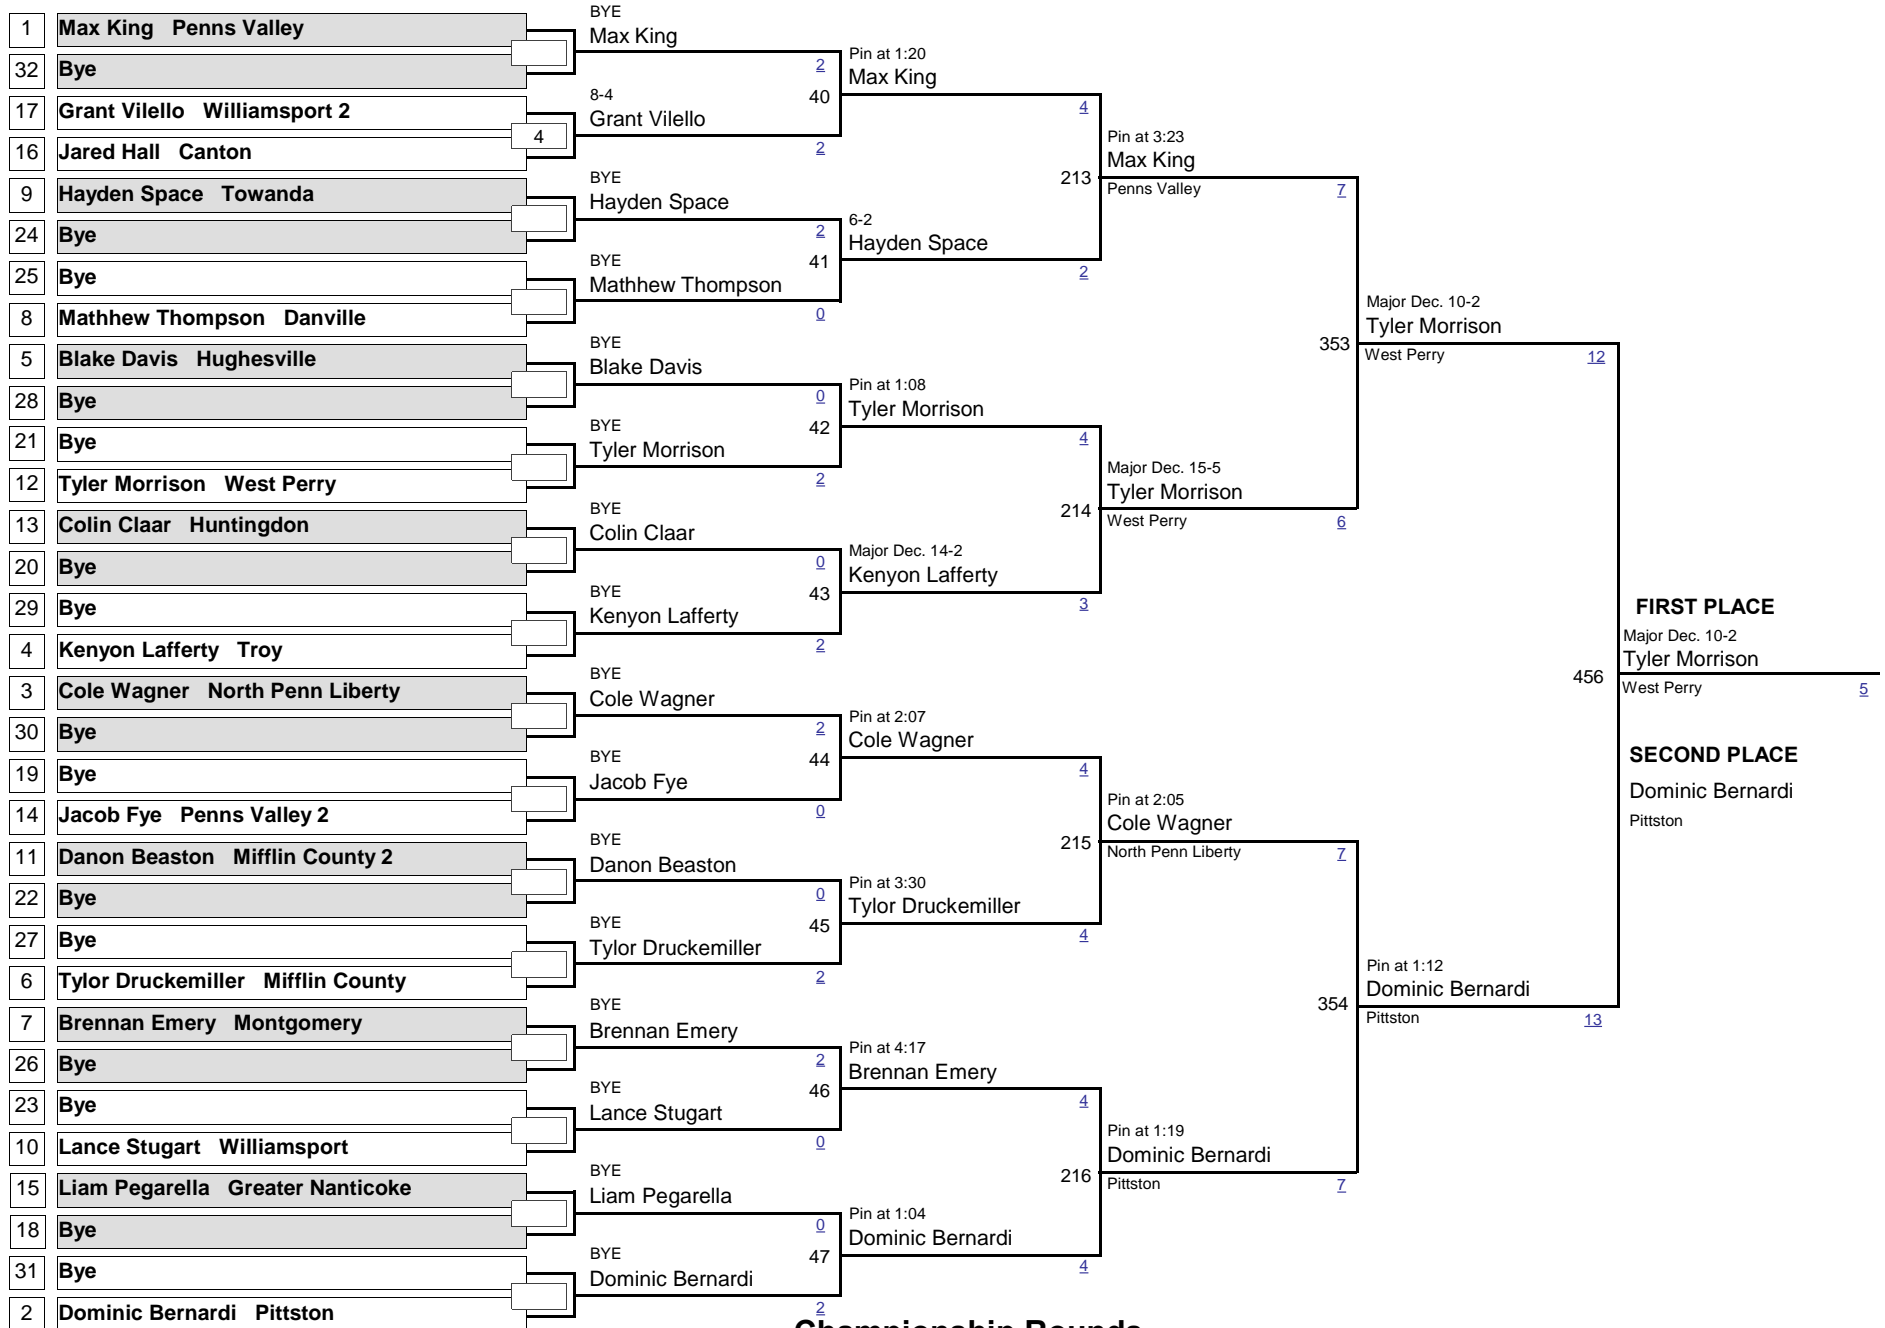 1 Max King Penns Valley
32 Bye
17 Grant Vilello Williamsport 2
16 Jared Hall Canton
9 Hayden Space Towanda
24 Bye
25 Bye
8 Mathhew Thompson Danville
5 Blake Davis Hughesville
28 Bye
21 Bye
12 Tyler Morrison West Perry
13 Colin Claar Huntingdon
20 Bye
29 Bye
4 Kenyon Lafferty Troy
3 Cole Wagner North Penn Liberty
30 Bye
19 Bye
14 Jacob Fye Penns Valley 2
11 Danon Beaston Mifflin County 2
22 Bye
27 Bye
6 Tylor Druckemiller Mifflin County
7 Brennan Emery Montgomery
26 Bye
23 Bye
10 Lance Stugart Williamsport
15 Liam Pegarella Greater Nanticoke
18 Bye
31 Bye
2 Dominic Bernardi Pittston
4
BYE
Max King
2
40
8-4
Grant Vilello
2
BYE
Hayden Space
2
41
BYE
Mathhew Thompson
0
BYE
Blake Davis
0
42
BYE
Tyler Morrison
2
BYE
Colin Claar
0
43
BYE
Kenyon Lafferty
2
BYE
Cole Wagner
2
44
BYE
Jacob Fye
0
BYE
Danon Beaston
0
45
BYE
Tylor Druckemiller
2
BYE
Brennan Emery
2
46
BYE
Lance Stugart
0
BYE
Liam Pegarella
0
47
BYE
Dominic Bernardi
2
Pin at 1:20
Max King
4
213
6-2
Hayden Space
2
Pin at 1:08
Tyler Morrison
4
214
Major Dec. 14-2
Kenyon Lafferty
3
Pin at 2:07
Cole Wagner
4
215
Pin at 3:30
Tylor Druckemiller
4
Pin at 4:17
Brennan Emery
4
216
Pin at 1:04
Dominic Bernardi
4
Pin at 3:23
Max King
Penns Valley
7
353
Major Dec. 15-5
Tyler Morrison
West Perry
6
Pin at 2:05
Cole Wagner
North Penn Liberty
7
354
Pin at 1:19
Dominic Bernardi
Pittston
7
Major Dec. 10-2
Tyler Morrison
West Perry
12
456
Pin at 1:12
Dominic Bernardi
Pittston
13
FIRST PLACE
Major Dec. 10-2
Tyler Morrison
West Perry
5
SECOND PLACE
Dominic Bernardi
Pittston
Championship Rounds